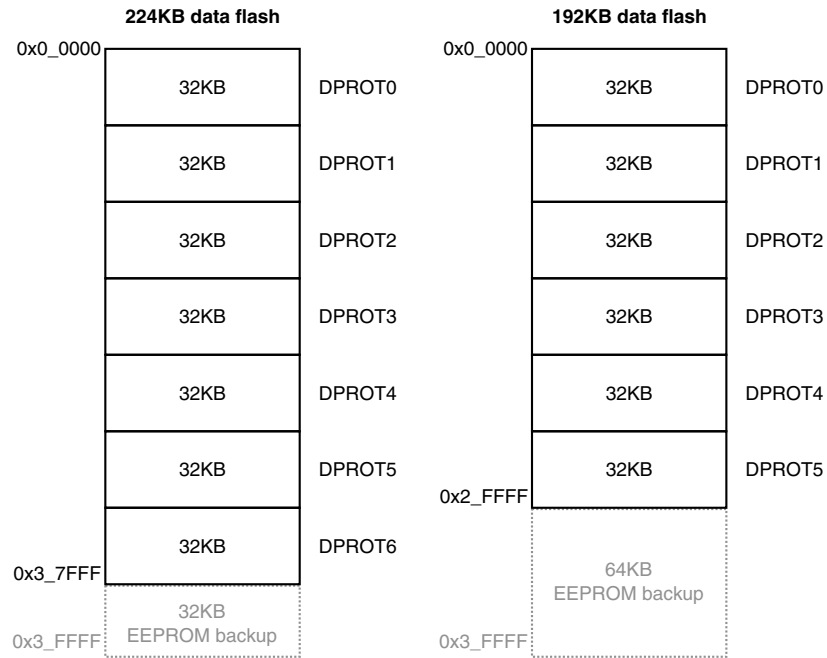 224KB data flash
0x0_0000
32KB DPROT0
32KB DPROT1
32KB DPROT2
32KB DPROT3
32KB DPROT4
32KB DPROT5
32KB DPROT6
0x3_7FFF
32KB
EEPROM backup
0x3_FFFF
192KB data flash
0x0_0000
32KB DPROT0
32KB DPROT1
32KB DPROT2
32KB DPROT3
32KB DPROT4
32KB DPROT5
0x2_FFFF
64KB
EEPROM backup
0x3_FFFF